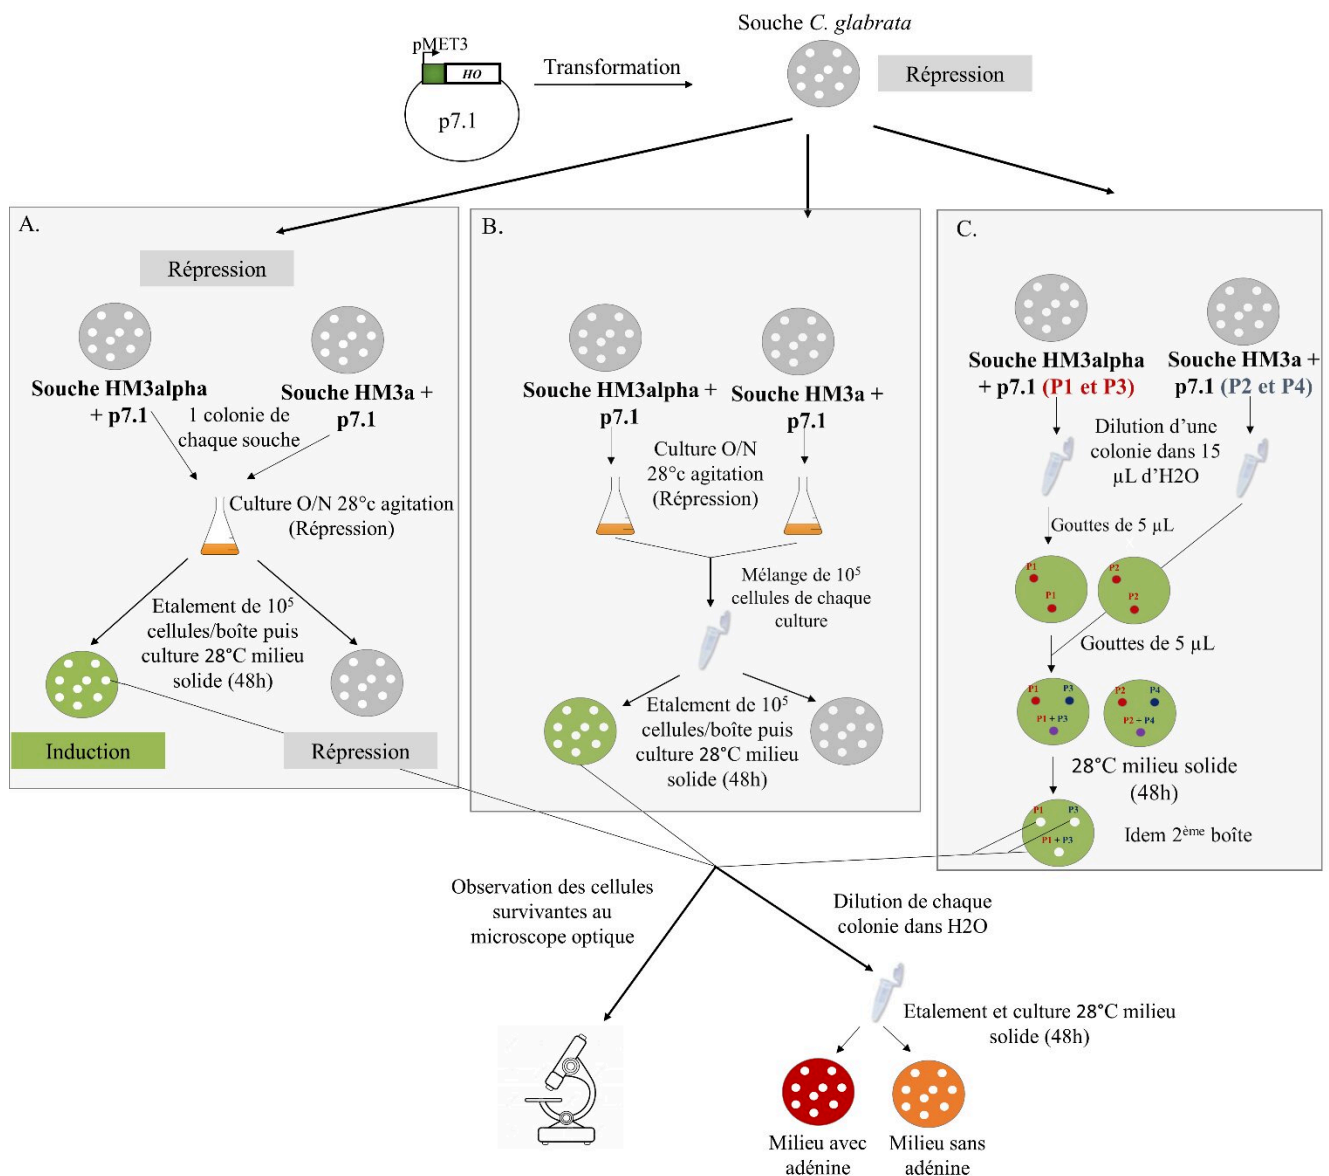 Souche C. glabrata
pMET3
HO
p7.1
Transformation
Répression
A.
Répression
Souche HM3alpha
+ p7.1
Souche HM3a +
p7.1
1 colonie de
chaque souche
Culture O/N 28°c agitation
(Répression)
Etalement de 10⁵
cellules/boîte puis
culture 28°C milieu
solide (48h)
Induction
Répression
B.
Souche HM3alpha +
p7.1
Souche HM3a +
p7.1
Culture O/N
28°c agitation
(Répression)
Mélange de 10⁵
cellules de chaque
culture
Etalement de 10⁵
cellules/boîte puis
culture 28°C milieu
solide (48h)
C.
Souche HM3alpha
+ p7.1 (P1 et P3)
Souche HM3a +
p7.1 (P2 et P4)
Dilution d’une
colonie dans 15
µL d’H2O
Gouttes de 5 µL
P1
P1
P2
P2
Gouttes de 5 µL
P1
P3
P1 + P3
P2
P4
P2 – P4
28°C milieu solide
(48h)
P1
P3
P1 + P3
Idem 2ème boîte
Observation des cellules
survivantes au
microscope optique
Dilution de chaque
colonie dans H2O
Etalement et culture 28°C milieu
solide (48h)
Milieu avec
adénine
Milieu sans
adénine